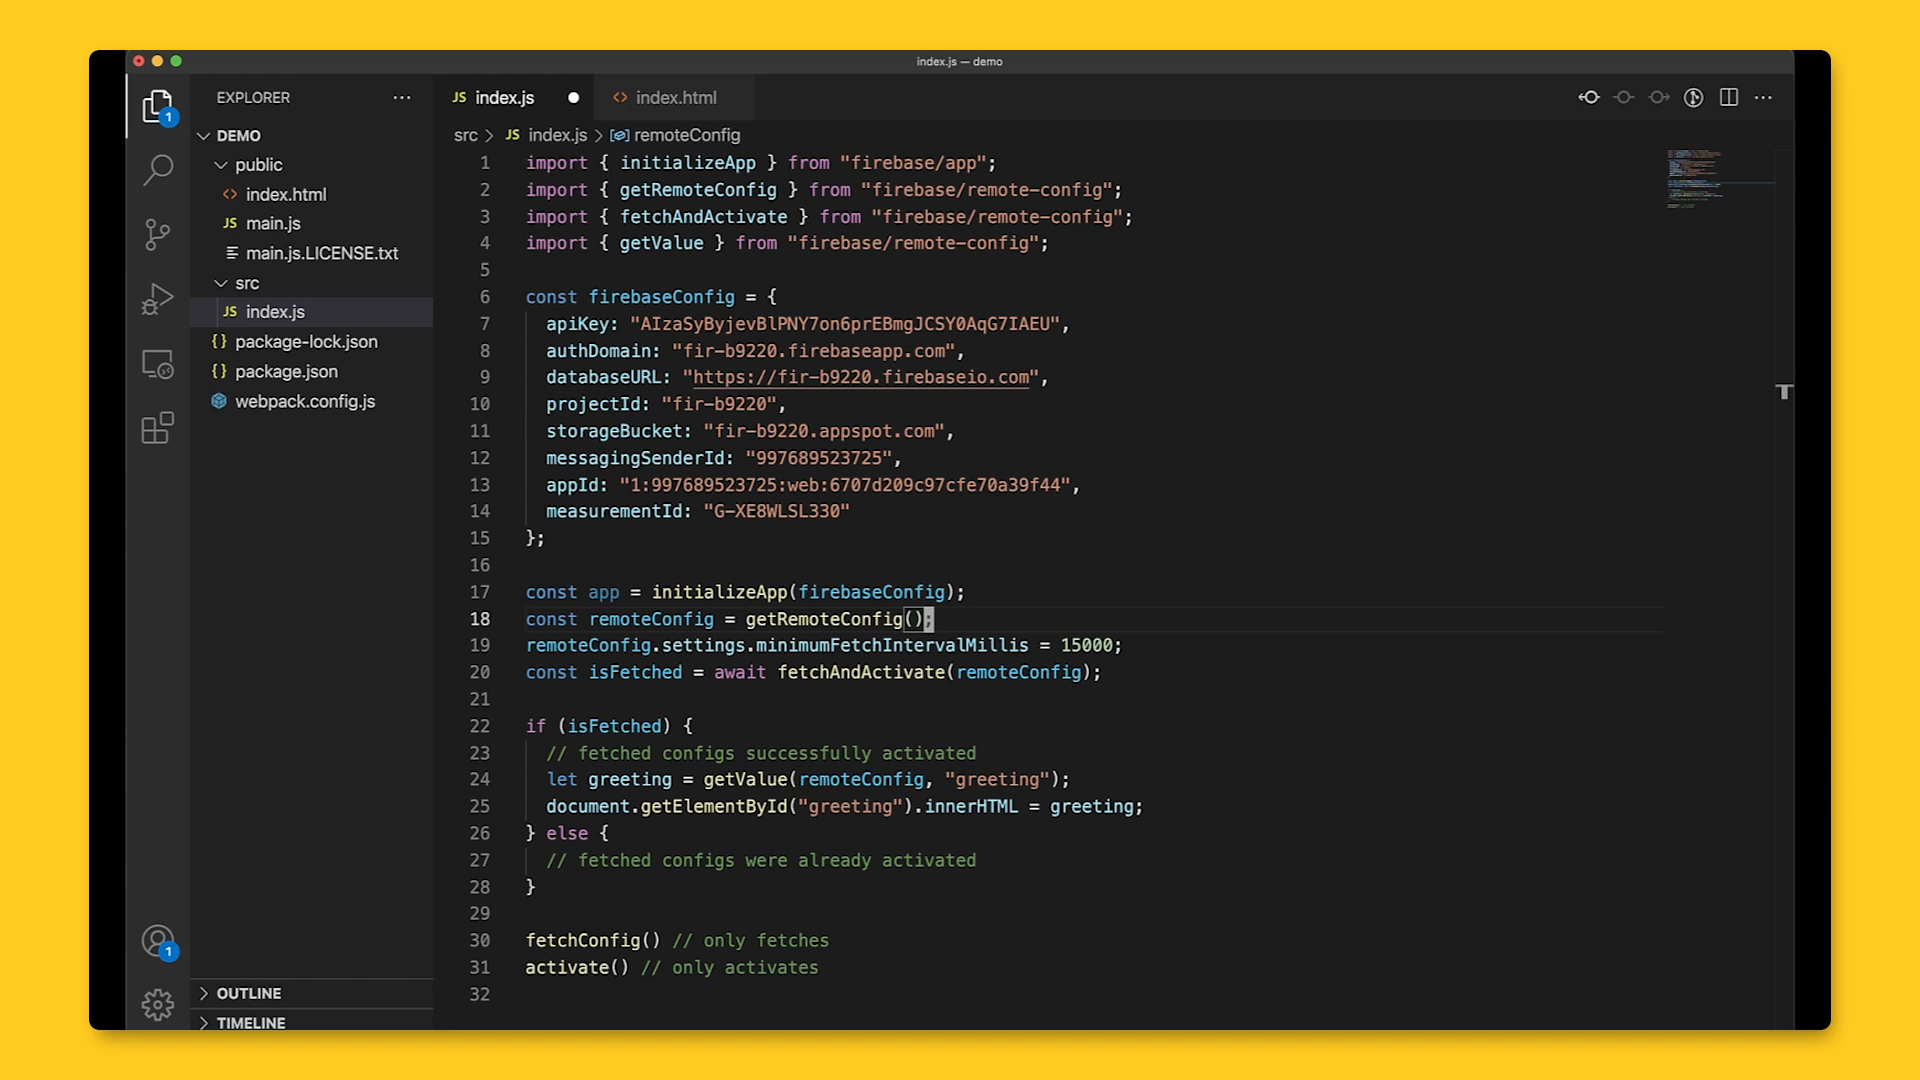 index.js — demo
EXPLORER
DEMO
public
index.html
main.js
main.js.LICENSE.txt
src
index.js
package-lock.json
package.json
webpack.config.js
OUTLINE
TIMELINE
1
1
JS index.js
index.html
src > JS index.js > remoteConfig
1 import { initializeApp } from "firebase/app";
2 import { getRemoteConfig } from "firebase/remote-config";
3 import { fetchAndActivate } from "firebase/remote-config";
4 import { getValue } from "firebase/remote-config";
5
6 const firebaseConfig = {
7 apiKey: "AIzaSyByjevBlPNY7on6prEBmgJCSY0AqG7IAEU",
8 authDomain: "fir-b9220.firebaseapp.com",
9 databaseURL: "https://fir-b9220.firebaseio.com",
10 projectId: "fir-b9220",
11 storageBucket: "fir-b9220.appspot.com",
12 messagingSenderId: "997689523725",
13 appId: "1:997689523725:web:6707d209c97cfe70a39f44",
14 measurementId: "G-XE8WLSL330"
15 };
16
17 const app = initializeApp(firebaseConfig);
18 const remoteConfig = getRemoteConfig();
19 remoteConfig.settings.minimumFetchIntervalMillis = 15000;
20 const isFetched = await fetchAndActivate(remoteConfig);
21
22 if (isFetched) {
23 // fetched configs successfully activated
24 let greeting = getValue(remoteConfig, "greeting");
25 document.getElementById("greeting").innerHTML = greeting;
26 } else {
27 // fetched configs were already activated
28 }
29
30 fetchConfig() // only fetches
31 activate() // only activates
32